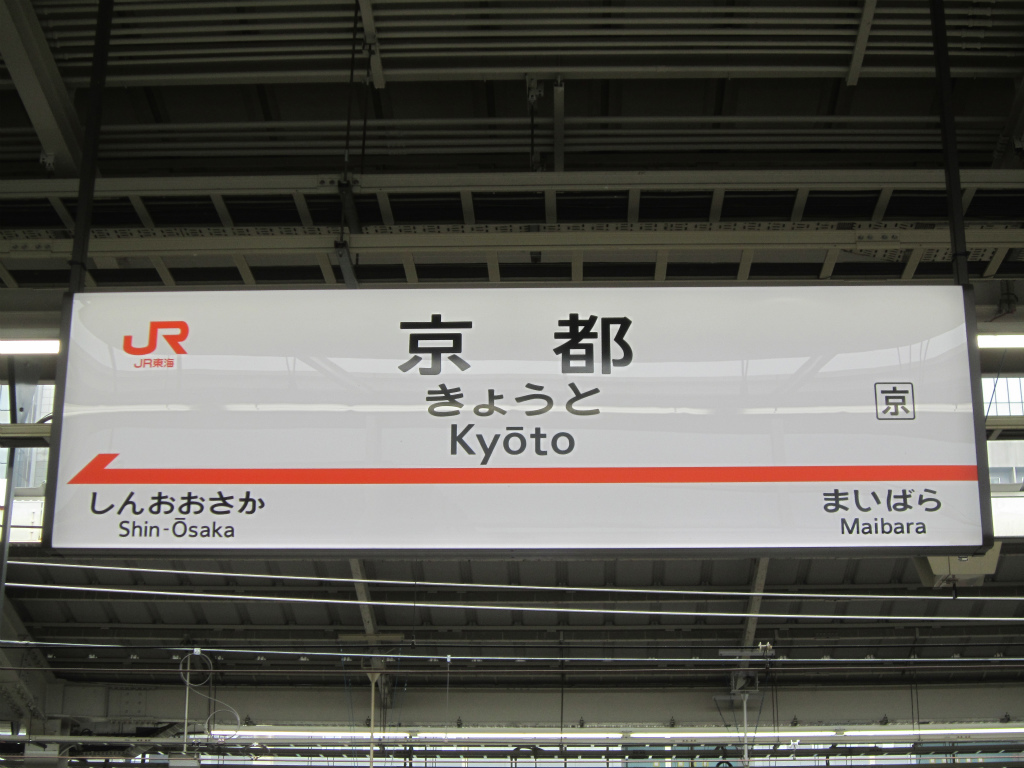 JR
JR東海
京都
きょうと
京
Kyōto
しんおおさか
まいばら
Shin-Ōsaka
Maibara